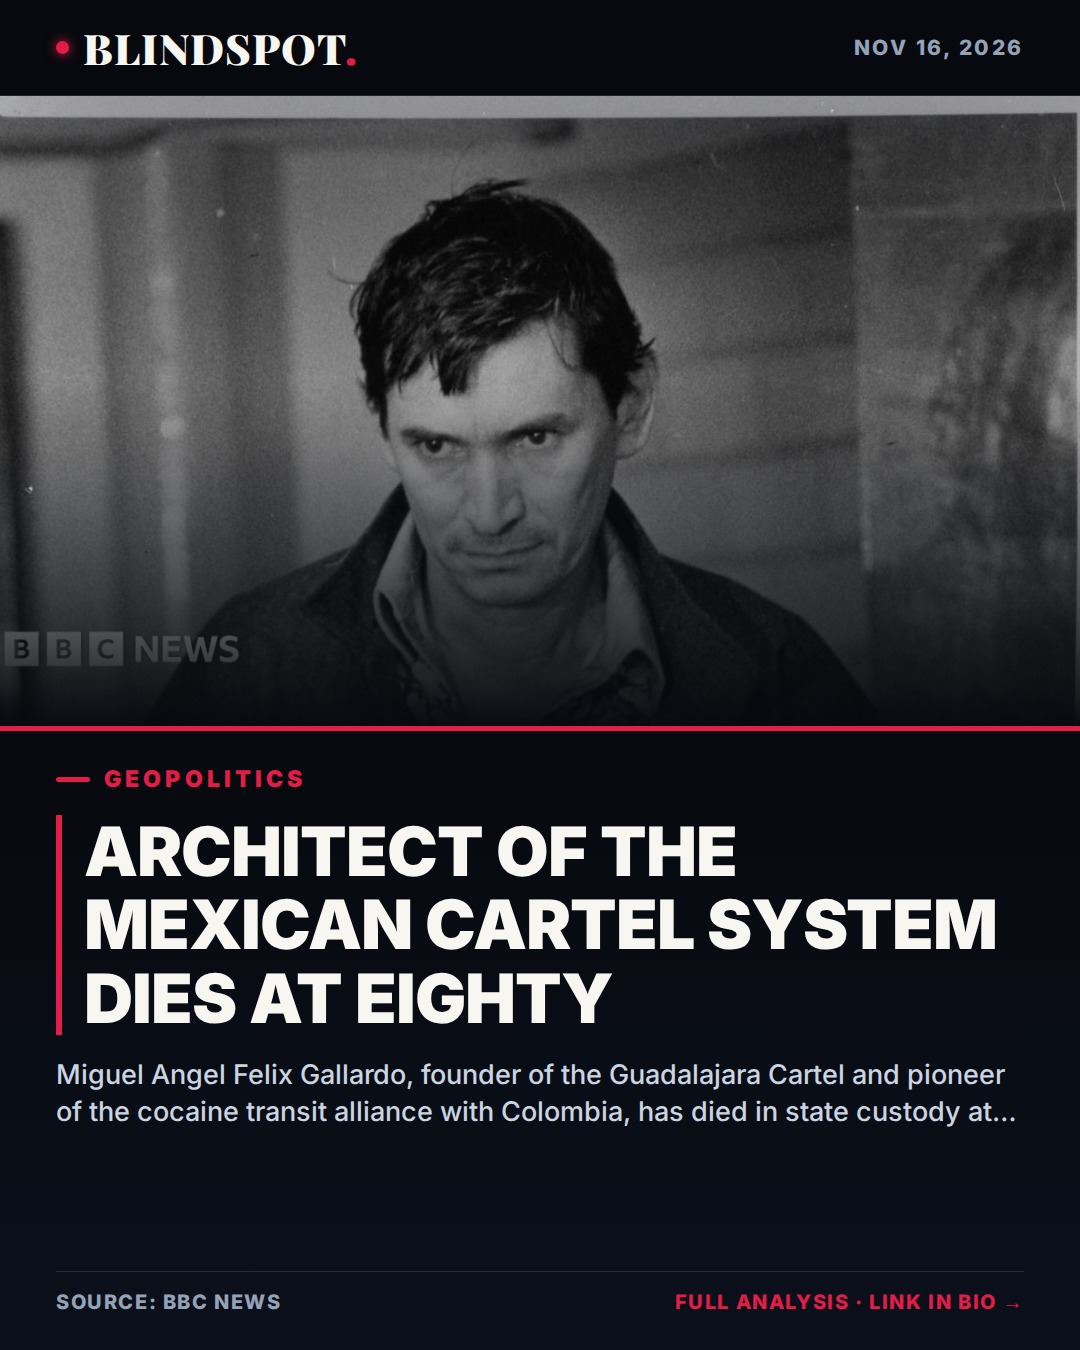 BLINDSPOT.
NOV 16, 2026
BBC NEWS
GEOPOLITICS
ARCHITECT OF THE
MEXICAN CARTEL SYSTEM
DIES AT EIGHTY
Miguel Angel Felix Gallardo, founder of the Guadalajara Cartel and pioneer
of the cocaine transit alliance with Colombia, has died in state custody at...
SOURCE: BBC NEWS
FULL ANALYSIS · LINK IN BIO →